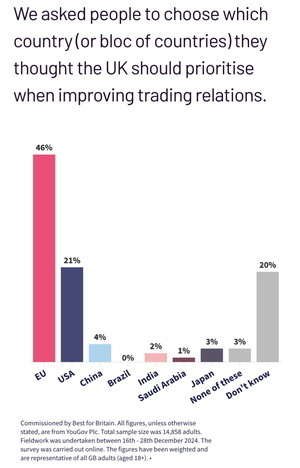 We asked people to choose which
country (or bloc of countries) they
thought the UK should prioritise
when improving trading relations.
46%
21%
4%
0%
2%
1%
3%
3%
20%
EU
USA
China
Brazil
India
Saudi Arabia
Japan
None of these
Don't know
Commissioned by Best for Britain. All figures, unless otherwise
stated, are from YouGov Plc. Total sample size was 14,858 adults.
Fieldwork was undertaken between 16th - 28th December 2024. The
survey was carried out online. The figures have been weighted and
are representative of all GB adults (aged 18+). •